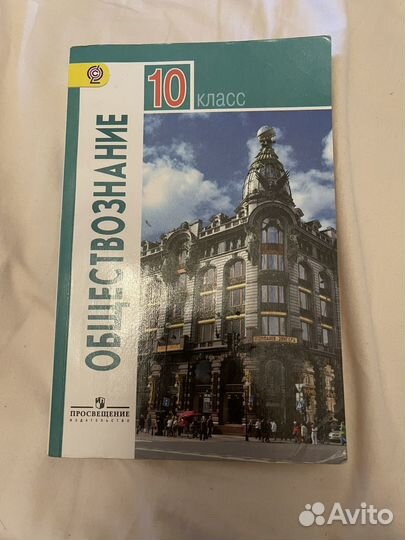 10 класс
ОБЩЕСТВОЗНАНИЕ
ПРОСВЕЩЕНИЕ
ИЗДАТЕЛЬСТВО
Avito